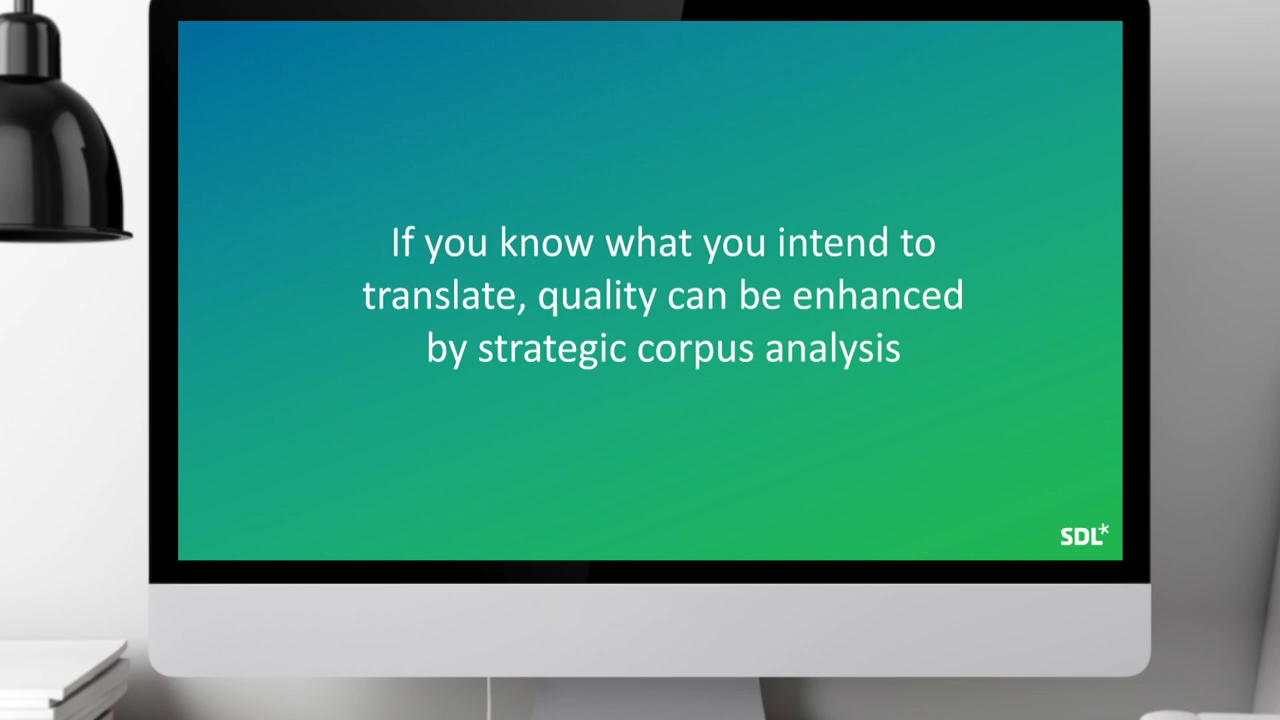 If you know what you intend to
translate, quality can be enhanced
by strategic corpus analysis
SDL*